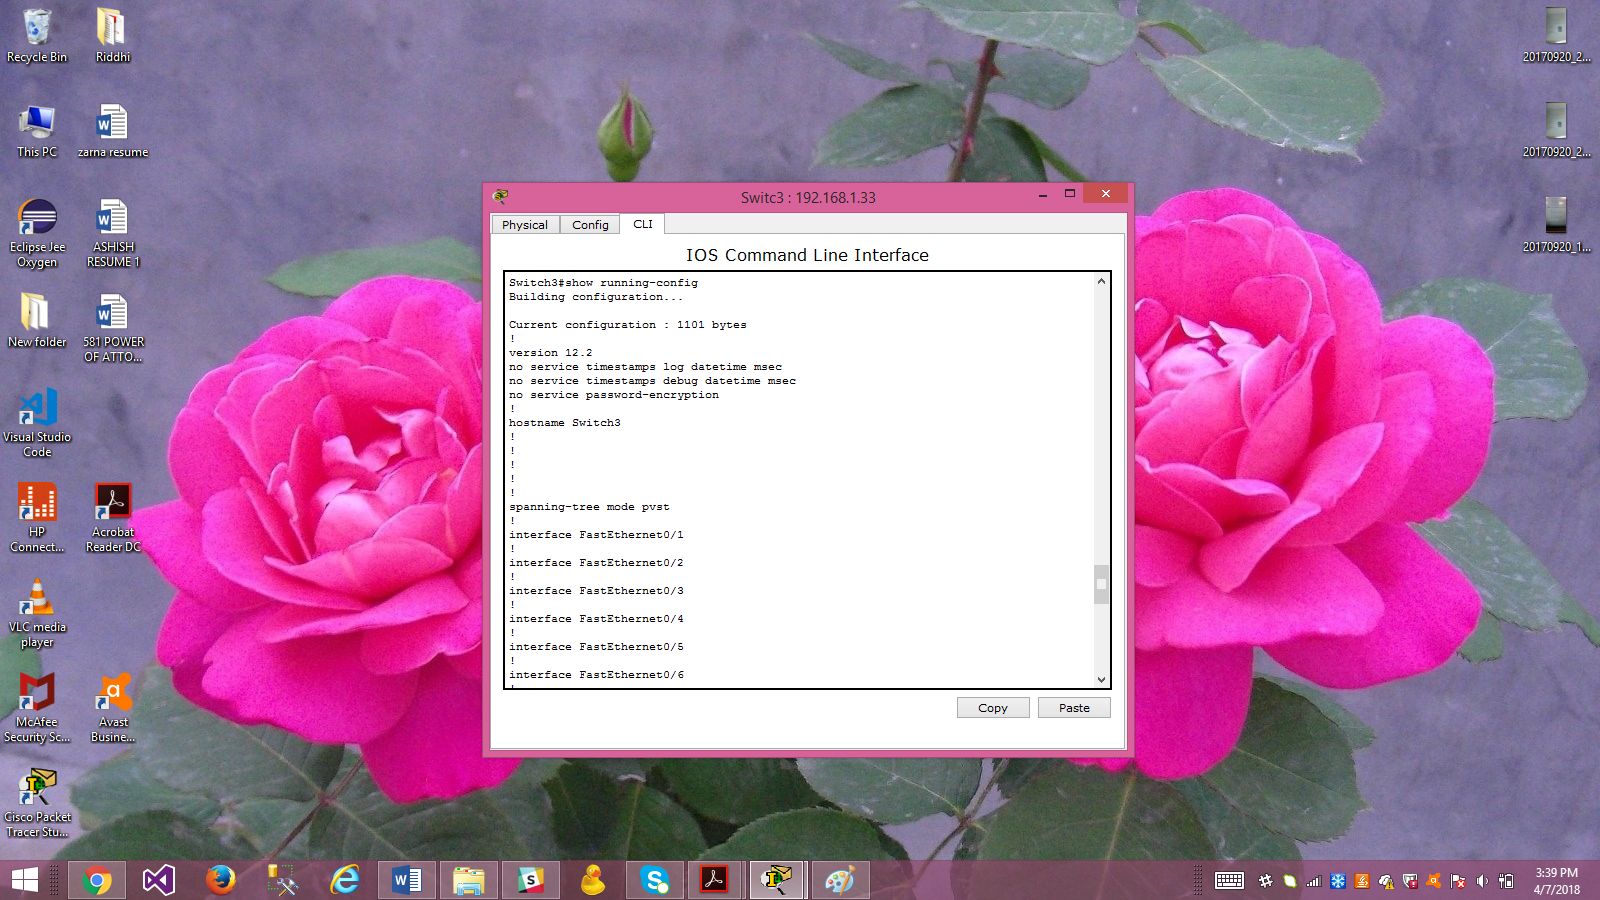 Recycle Bin
Riddhi
This PC
zarna resume
Eclipse Jee
Oxygen
ASHISH
RESUME 1
New folder
581 POWER
OF ATTO...
Visual Studio
Code
HP
Connect...
Acrobat
Reader DC
VLC media
player
McAfee
Security Sc...
Avast
Busine...
Cisco Packet
Tracer Stu...
20170920_2...
20170920_2...
20170920_1...
Switc3 : 192.168.1.33
Physical
Config
CLI
IOS Command Line Interface
Switch3#show running-config
Building configuration...
Current configuration : 1101 bytes
!
version 12.2
no service timestamps log datetime msec
no service timestamps debug datetime msec
no service password-encryption
!
hostname Switch3
!
!
!
!
!
spanning-tree mode pvst
!
interface FastEthernet0/1
!
interface FastEthernet0/2
!
interface FastEthernet0/3
!
interface FastEthernet0/4
!
interface FastEthernet0/5
!
interface FastEthernet0/6
!
Copy
Paste
3:39 PM
4/7/2018